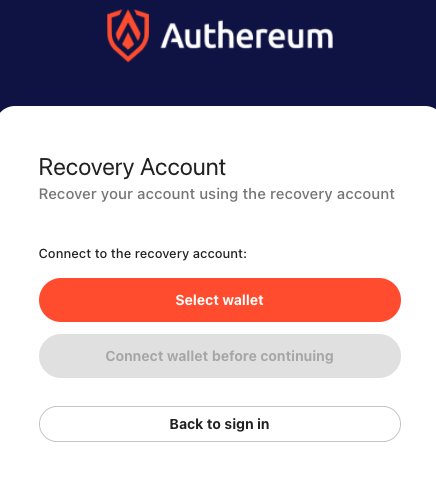 Authereum
Recovery Account
Recover your account using the recovery account
Connect to the recovery account:
Select wallet
Connect wallet before continuing
Back to sign in